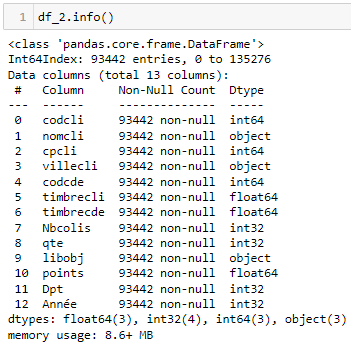 1 df_2.info()
<class 'pandas.core.frame.DataFrame'>
Int64Index: 93442 entries, 0 to 135276
Data columns (total 13 columns):
 #   Column      Non-Null Count  Dtype
---  ------      --------------  -----
 0   codcli      93442 non-null  int64
 1   nomcli      93442 non-null  object
 2   cpcli       93442 non-null  int64
 3   villecli    93442 non-null  object
 4   codcde      93442 non-null  int64
 5   timbrecli   93442 non-null  float64
 6   timbrecde   93442 non-null  float64
 7   Nbcolis     93442 non-null  int32
 8   qte         93442 non-null  int32
 9   libobj      93442 non-null  object
 10  points      93442 non-null  float64
 11  Dpt         93442 non-null  int32
 12  Année       93442 non-null  int32
dtypes: float64(3), int32(4), int64(3), object(3)
memory usage: 8.6+ MB